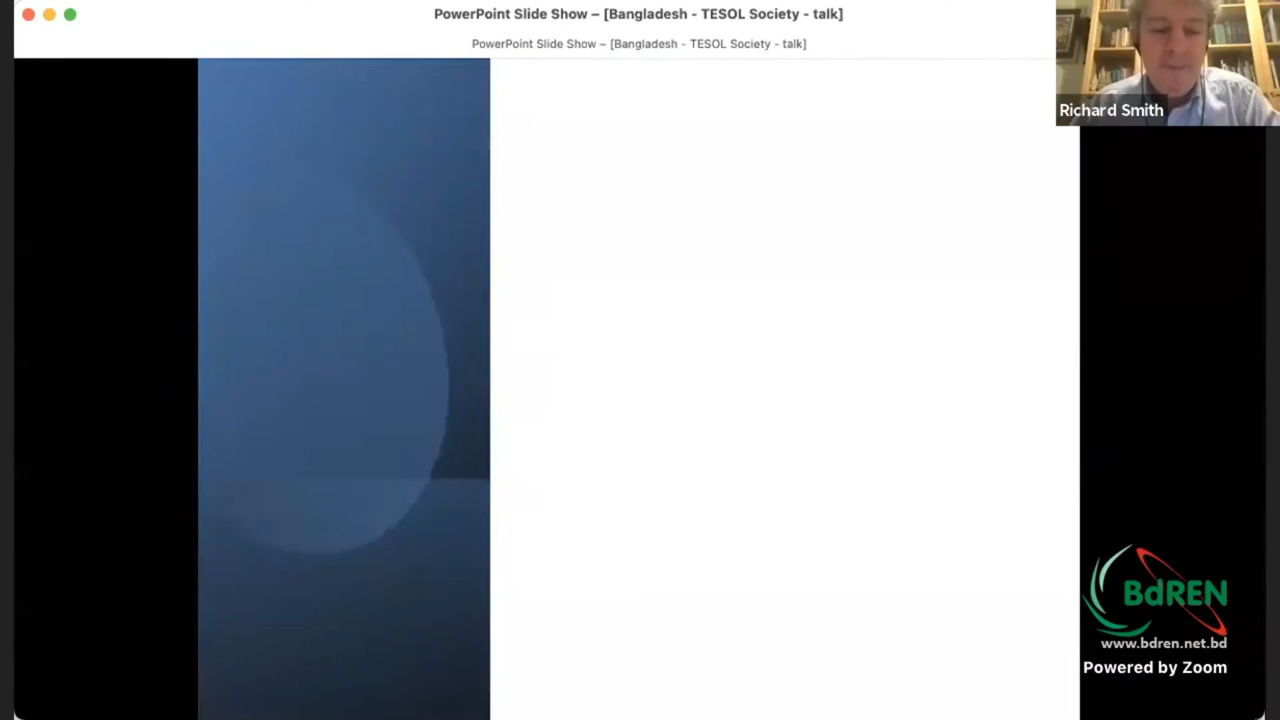 PowerPoint Slide Show – [Bangladesh - TESOL Society - talk]
PowerPoint Slide Show – [Bangladesh - TESOL Society - talk]
Richard Smith
BdREN
www.bdren.net.bd
Powered by Zoom